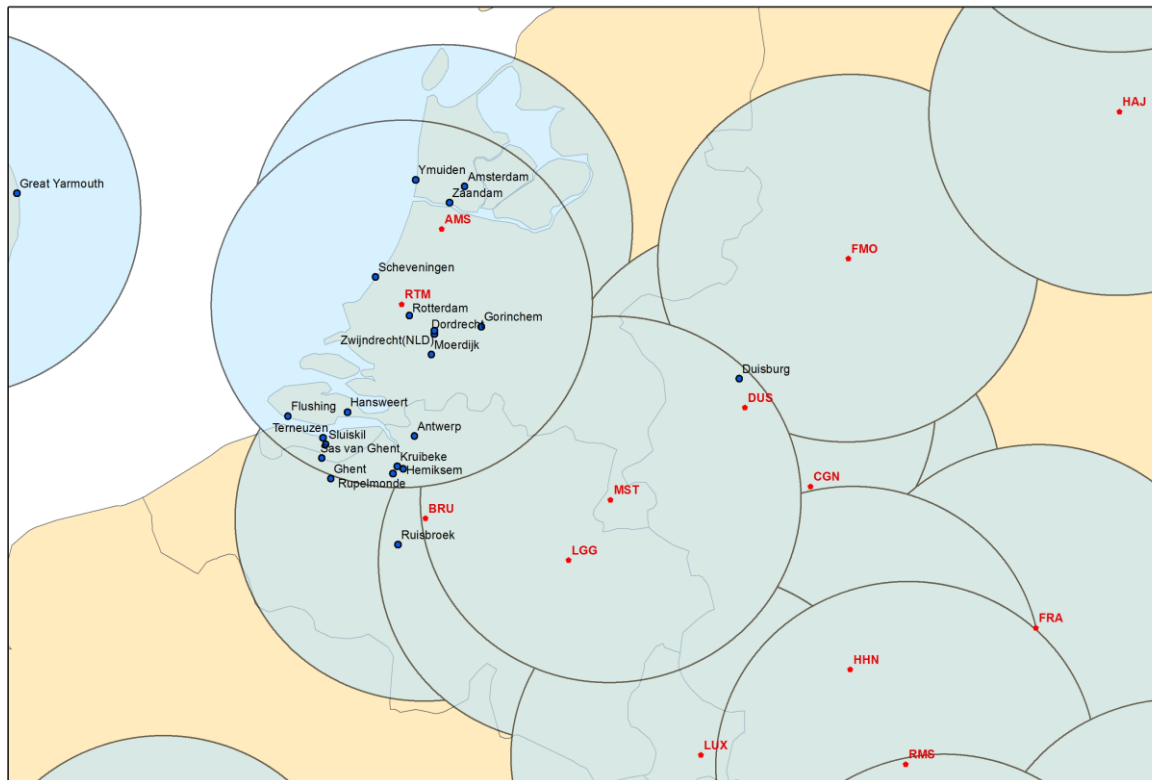 HAJ
Ymuiden
Amsterdam
Great Yarmouth
Zaandam
AMS
FMO
Scheveningen
RTM
Rotterdam
Gorinchem
Dordrecht
Zwijndrecht(NLD)
Moerdijk
Duisburg
DUS
Flushing
Hansweert
Terneuzen
Antwerp
Sluiskil
Sas van Ghent
Kruibeke
Ghent
Hemiksem
Rupelmonde
CGN
MST
BRU
Ruisbroek
LGG
FRA
HHN
LUX
RMS